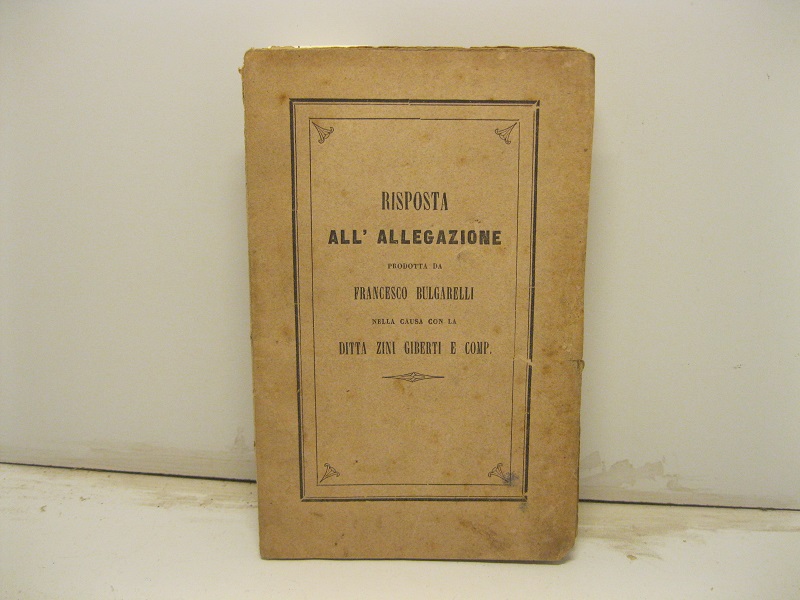 RISPOSTA
ALL' ALLEGAZIONE
PRODOTTA DA
FRANCESCO BULGARELLI
NELLA CAUSA CON LA
DITTA ZINI GIBERTI E COMP.